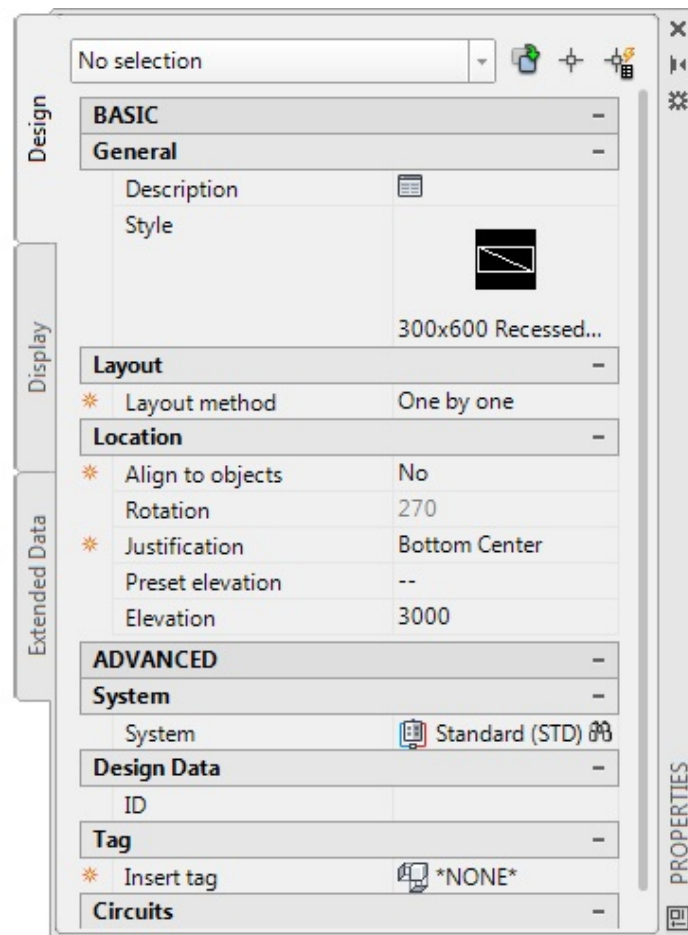 No selection
Design
BASIC
General
Description
Style
300x600 Recessed...
Display
Layout
Layout method One by one
Location
Align to objects No
Rotation 270
Justification Bottom Center
Preset elevation --
Elevation 3000
Extended Data
ADVANCED
System
System Standard (STD)
Design Data
ID
Tag
Insert tag *NONE*
Circuits
PROPERTIES